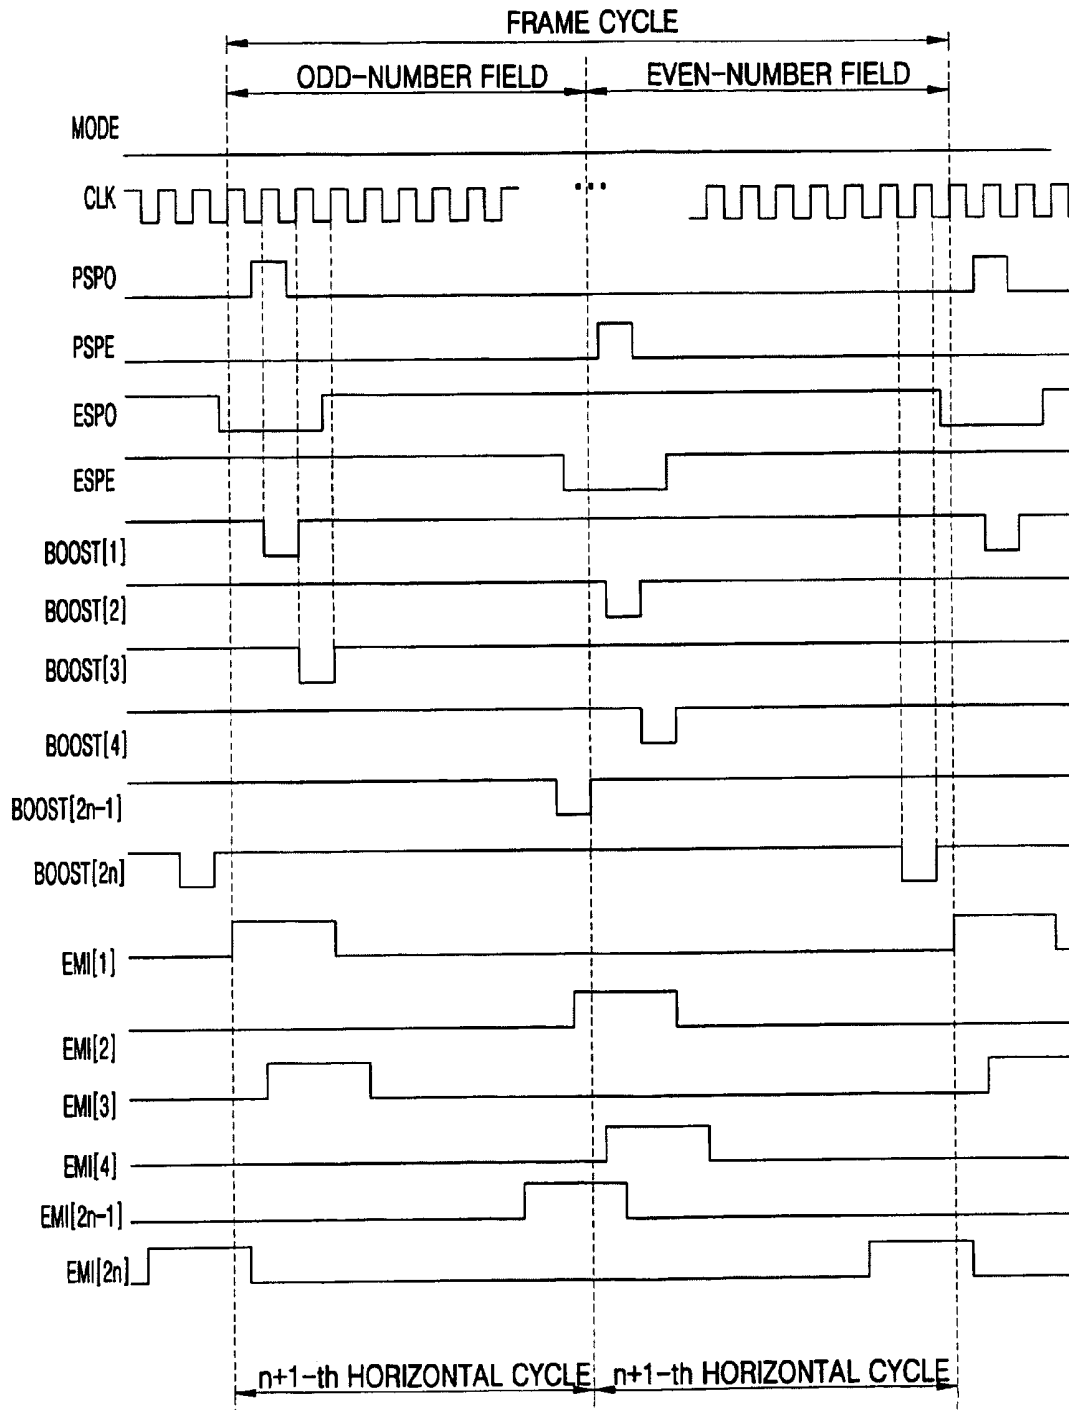 FRAME CYCLE
ODD-NUMBER FIELD
EVEN-NUMBER FIELD
MODE
CLK
PSPO
PSPE
ESPO
ESPE
BOOST[1]
BOOST[2]
BOOST[3]
BOOST[4]
BOOST[2n-1]
BOOST[2n]
EMI[1]
EMI[2]
EMI[3]
EMI[4]
EMI[2n-1]
EMI[2n]
n+1-th HORIZONTAL CYCLE
n+1-th HORIZONTAL CYCLE